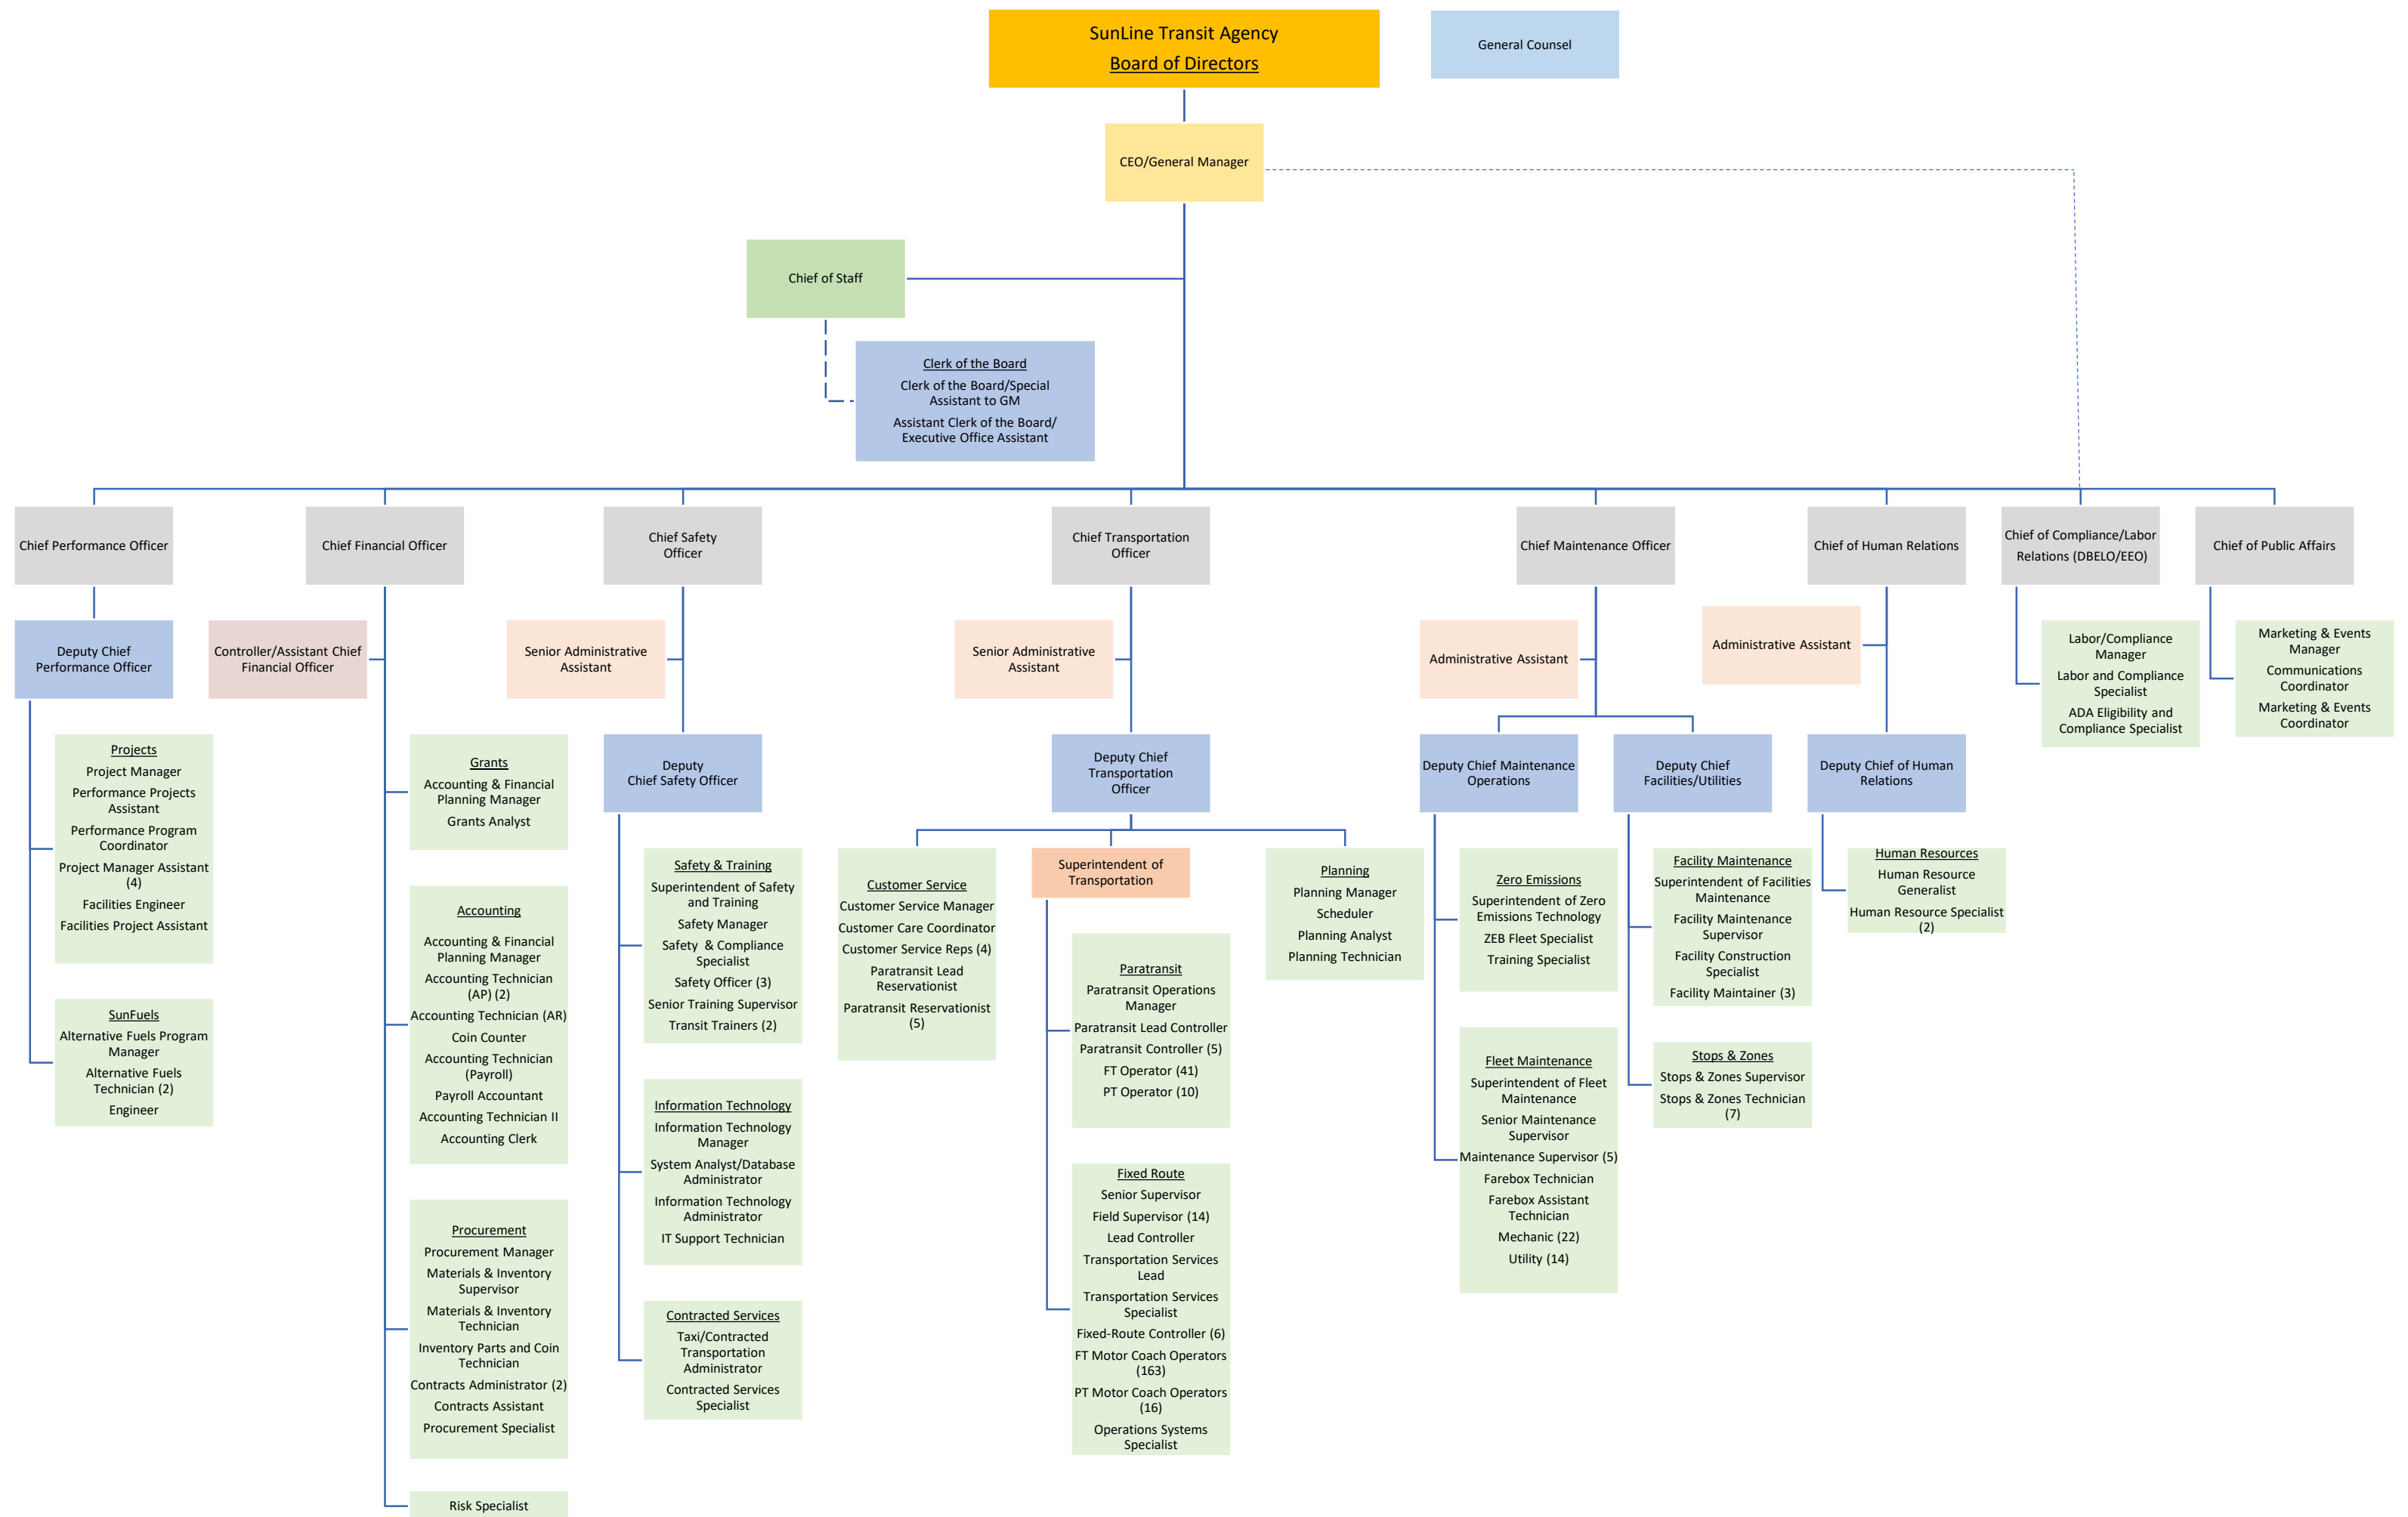 SunLine Transit Agency
Board of Directors
General Counsel
CEO/General Manager
Chief of Staff
Clerk of the Board
Clerk of the Board/Special
Assistant to GM
Assistant Clerk of the Board/
Executive Office Assistant
Chief Performance Officer
Chief Financial Officer
Chief Safety
Officer
Chief Transportation
Officer
Chief Maintenance Officer
Chief of Human Relations
Chief of Compliance/Labor
Relations (DBELO/EEO)
Chief of Public Affairs
Deputy Chief
Performance Officer
Controller/Assistant Chief
Financial Officer
Senior Administrative
Assistant
Senior Administrative
Assistant
Administrative Assistant
Administrative Assistant
Labor/Compliance
Manager
Labor and Compliance
Specialist
ADA Eligibility and
Compliance Specialist
Marketing & Events
Manager
Communications
Coordinator
Marketing & Events
Coordinator
Projects
Project Manager
Performance Projects
Assistant
Performance Program
Coordinator
Project Manager Assistant
(4)
Facilities Engineer
Facilities Project Assistant
SunFuels
Alternative Fuels Program
Manager
Alternative Fuels
Technician (2)
Engineer
Grants
Accounting & Financial
Planning Manager
Grants Analyst
Accounting
Accounting & Financial
Planning Manager
Accounting Technician
(AP) (2)
Accounting Technician (AR)
Coin Counter
Accounting Technician
(Payroll)
Payroll Accountant
Accounting Technician II
Accounting Clerk
Procurement
Procurement Manager
Materials & Inventory
Supervisor
Materials & Inventory
Technician
Inventory Parts and Coin
Technician
Contracts Administrator (2)
Contracts Assistant
Procurement Specialist
Risk Specialist
Deputy
Chief Safety Officer
Safety & Training
Superintendent of Safety
and Training
Safety Manager
Safety & Compliance
Specialist
Safety Officer (3)
Senior Training Supervisor
Transit Trainers (2)
Information Technology
Information Technology
Manager
System Analyst/Database
Administrator
Information Technology
Administrator
IT Support Technician
Contracted Services
Taxi/Contracted
Transportation
Administrator
Contracted Services
Specialist
Deputy Chief
Transportation
Officer
Customer Service
Customer Service Manager
Customer Care Coordinator
Customer Service Reps (4)
Paratransit Lead
Reservationist
Paratransit Reservationist
(5)
Superintendent of
Transportation
Paratransit
Paratransit Operations
Manager
Paratransit Lead Controller
Paratransit Controller (5)
FT Operator (41)
PT Operator (10)
Fixed Route
Senior Supervisor
Field Supervisor (14)
Lead Controller
Transportation Services
Lead
Transportation Services
Specialist
Fixed-Route Controller (6)
FT Motor Coach Operators
(163)
PT Motor Coach Operators
(16)
Operations Systems
Specialist
Planning
Planning Manager
Scheduler
Planning Analyst
Planning Technician
Deputy Chief Maintenance
Operations
Zero Emissions
Superintendent of Zero
Emissions Technology
ZEB Fleet Specialist
Training Specialist
Fleet Maintenance
Superintendent of Fleet
Maintenance
Senior Maintenance
Supervisor
Maintenance Supervisor (5)
Farebox Technician
Farebox Assistant
Technician
Mechanic (22)
Utility (14)
Deputy Chief
Facilities/Utilities
Facility Maintenance
Superintendent of Facilities
Maintenance
Facility Maintenance
Supervisor
Facility Construction
Specialist
Facility Maintainer (3)
Stops & Zones
Stops & Zones Supervisor
Stops & Zones Technician
(7)
Deputy Chief of Human
Relations
Human Resources
Human Resource
Generalist
Human Resource Specialist
(2)